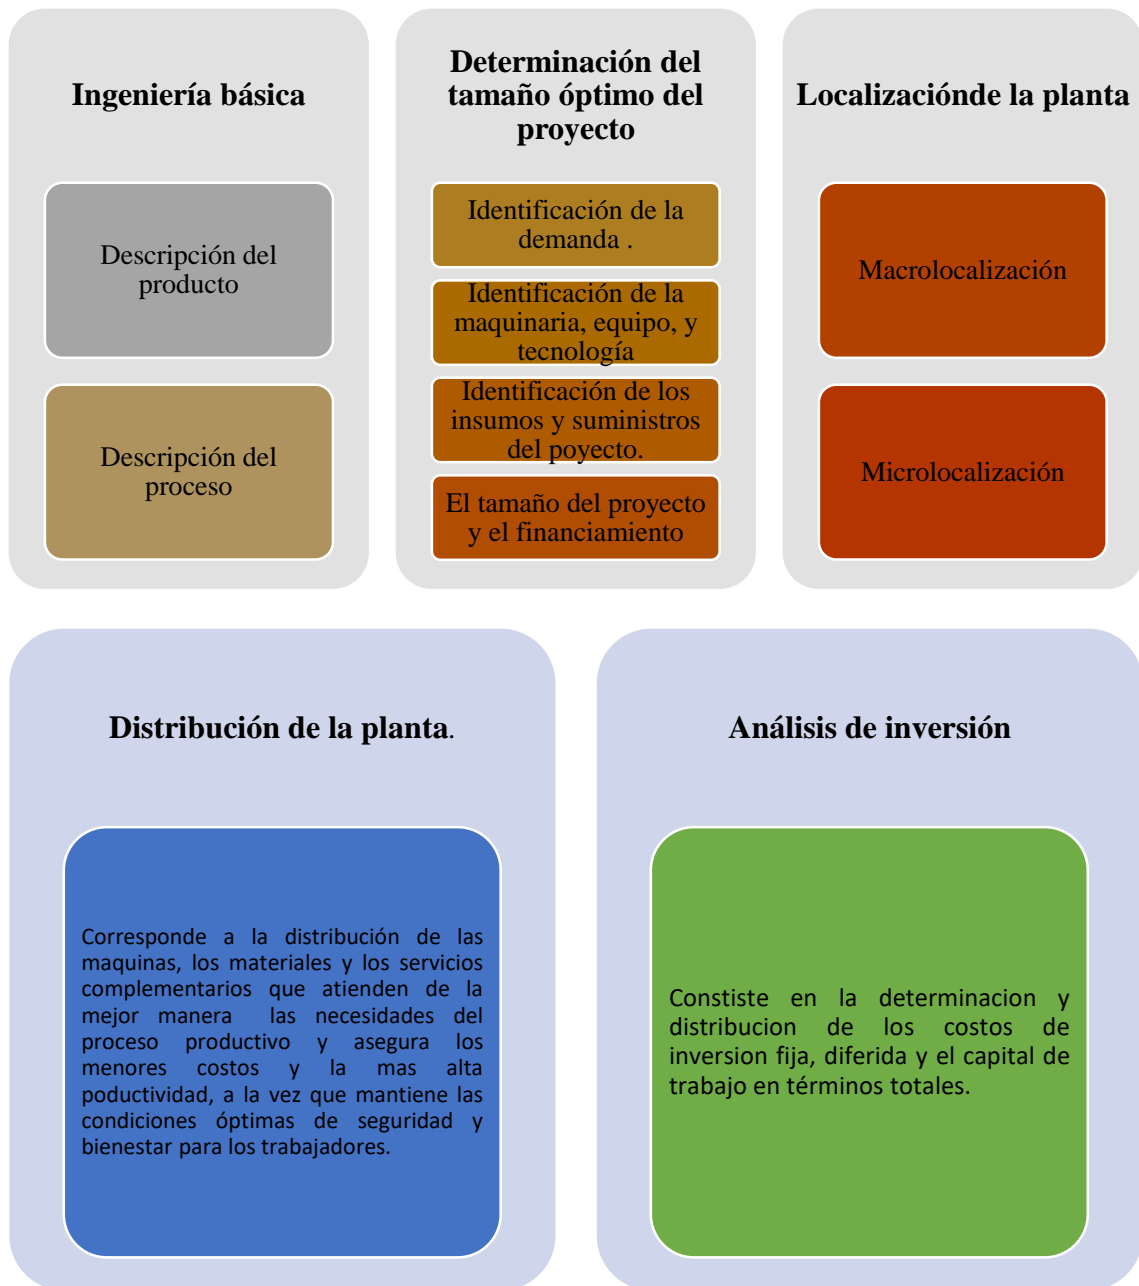 Ingeniería básica
Descripción del
producto
Descripción del
proceso
Determinación del
tamaño óptimo del
proyecto
Identificación de la
demanda .
Identificación de la
maquinaria, equipo, y
tecnología
Identificación de los
insumos y suministros
del poyecto.
El tamaño del proyecto
y el financiamiento
Localizaciónde la planta
Macrolocalización
Microlocalización
Distribución de la planta.
Corresponde a la distribución de las
maquinas, los materiales y los servicios
complementarios que atienden de la
mejor manera las necesidades del
proceso productivo y asegura los
menores costos y la mas alta
poductividad, a la vez que mantiene las
condiciones óptimas de seguridad y
bienestar para los trabajadores.
Análisis de inversión
Constiste en la determinacion y
distribucion de los costos de
inversion fija, diferida y el capital de
trabajo en términos totales.